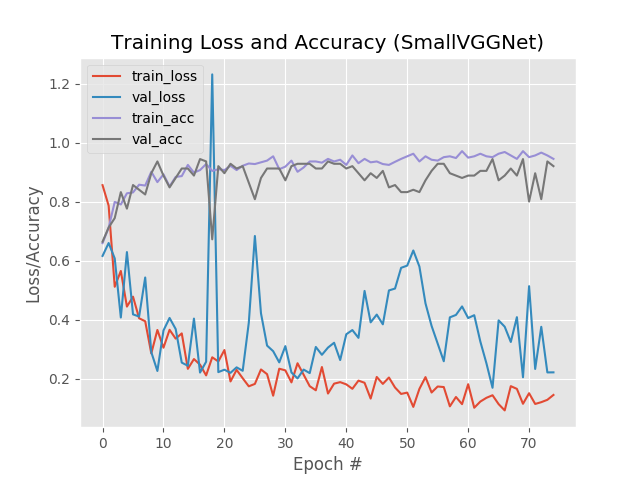 Training Loss and Accuracy (SmallVGGNet)
train_loss
val_loss
train_acc
val_acc
1.2
1.0
0.8
0.6
0.4
0.2
Loss/Accuracy
0 10 20 30 40 50 60 70
Epoch #